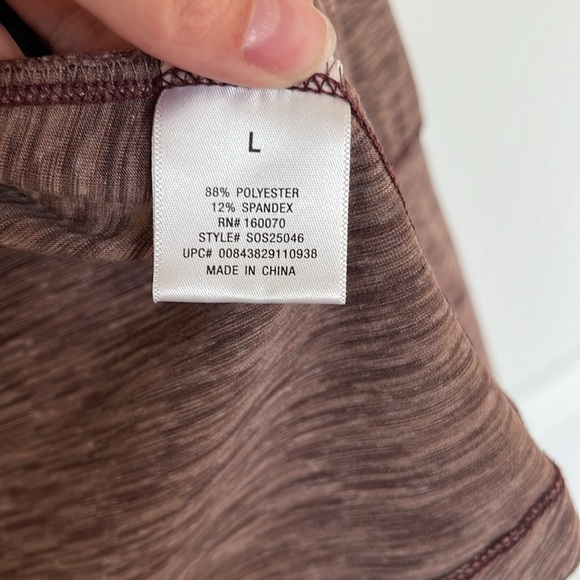 L
88% POLYESTER
12% SPANDEX
RN# 160070
STYLE# SOS25046
UPC# 00843829110938
MADE IN CHINA